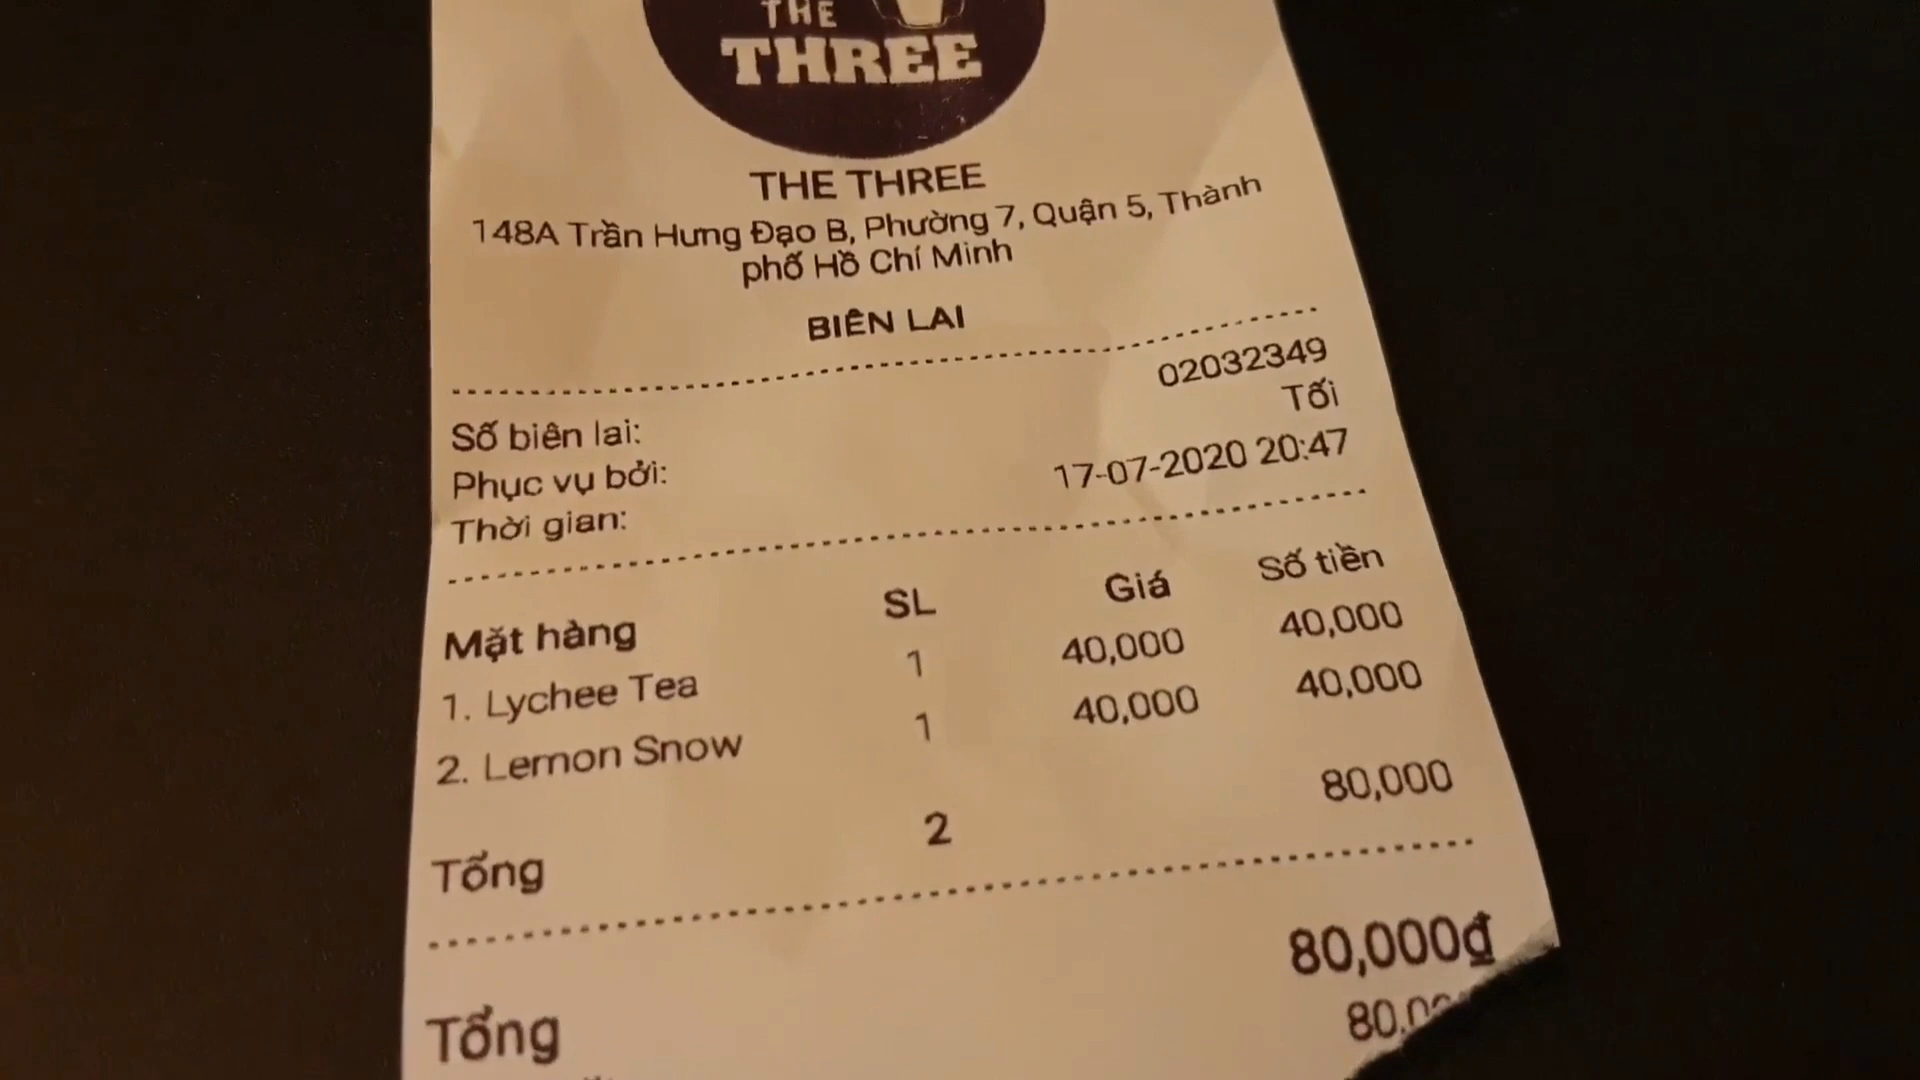 THE
THREE
THE THREE
148A Trần Hưng Đạo B, Phường 7, Quận 5, Thành
phố Hồ Chí Minh
BIÊN LAI
Số biên lai: 02032349
Phục vụ bởi: Tối
Thời gian: 17-07-2020 20:47
Mặt hàng SL Giá Số tiền
1. Lychee Tea 1 40,000 40,000
2. Lemon Snow 1 40,000 40,000
Tổng 2 80,000
Tổng 80,000₫